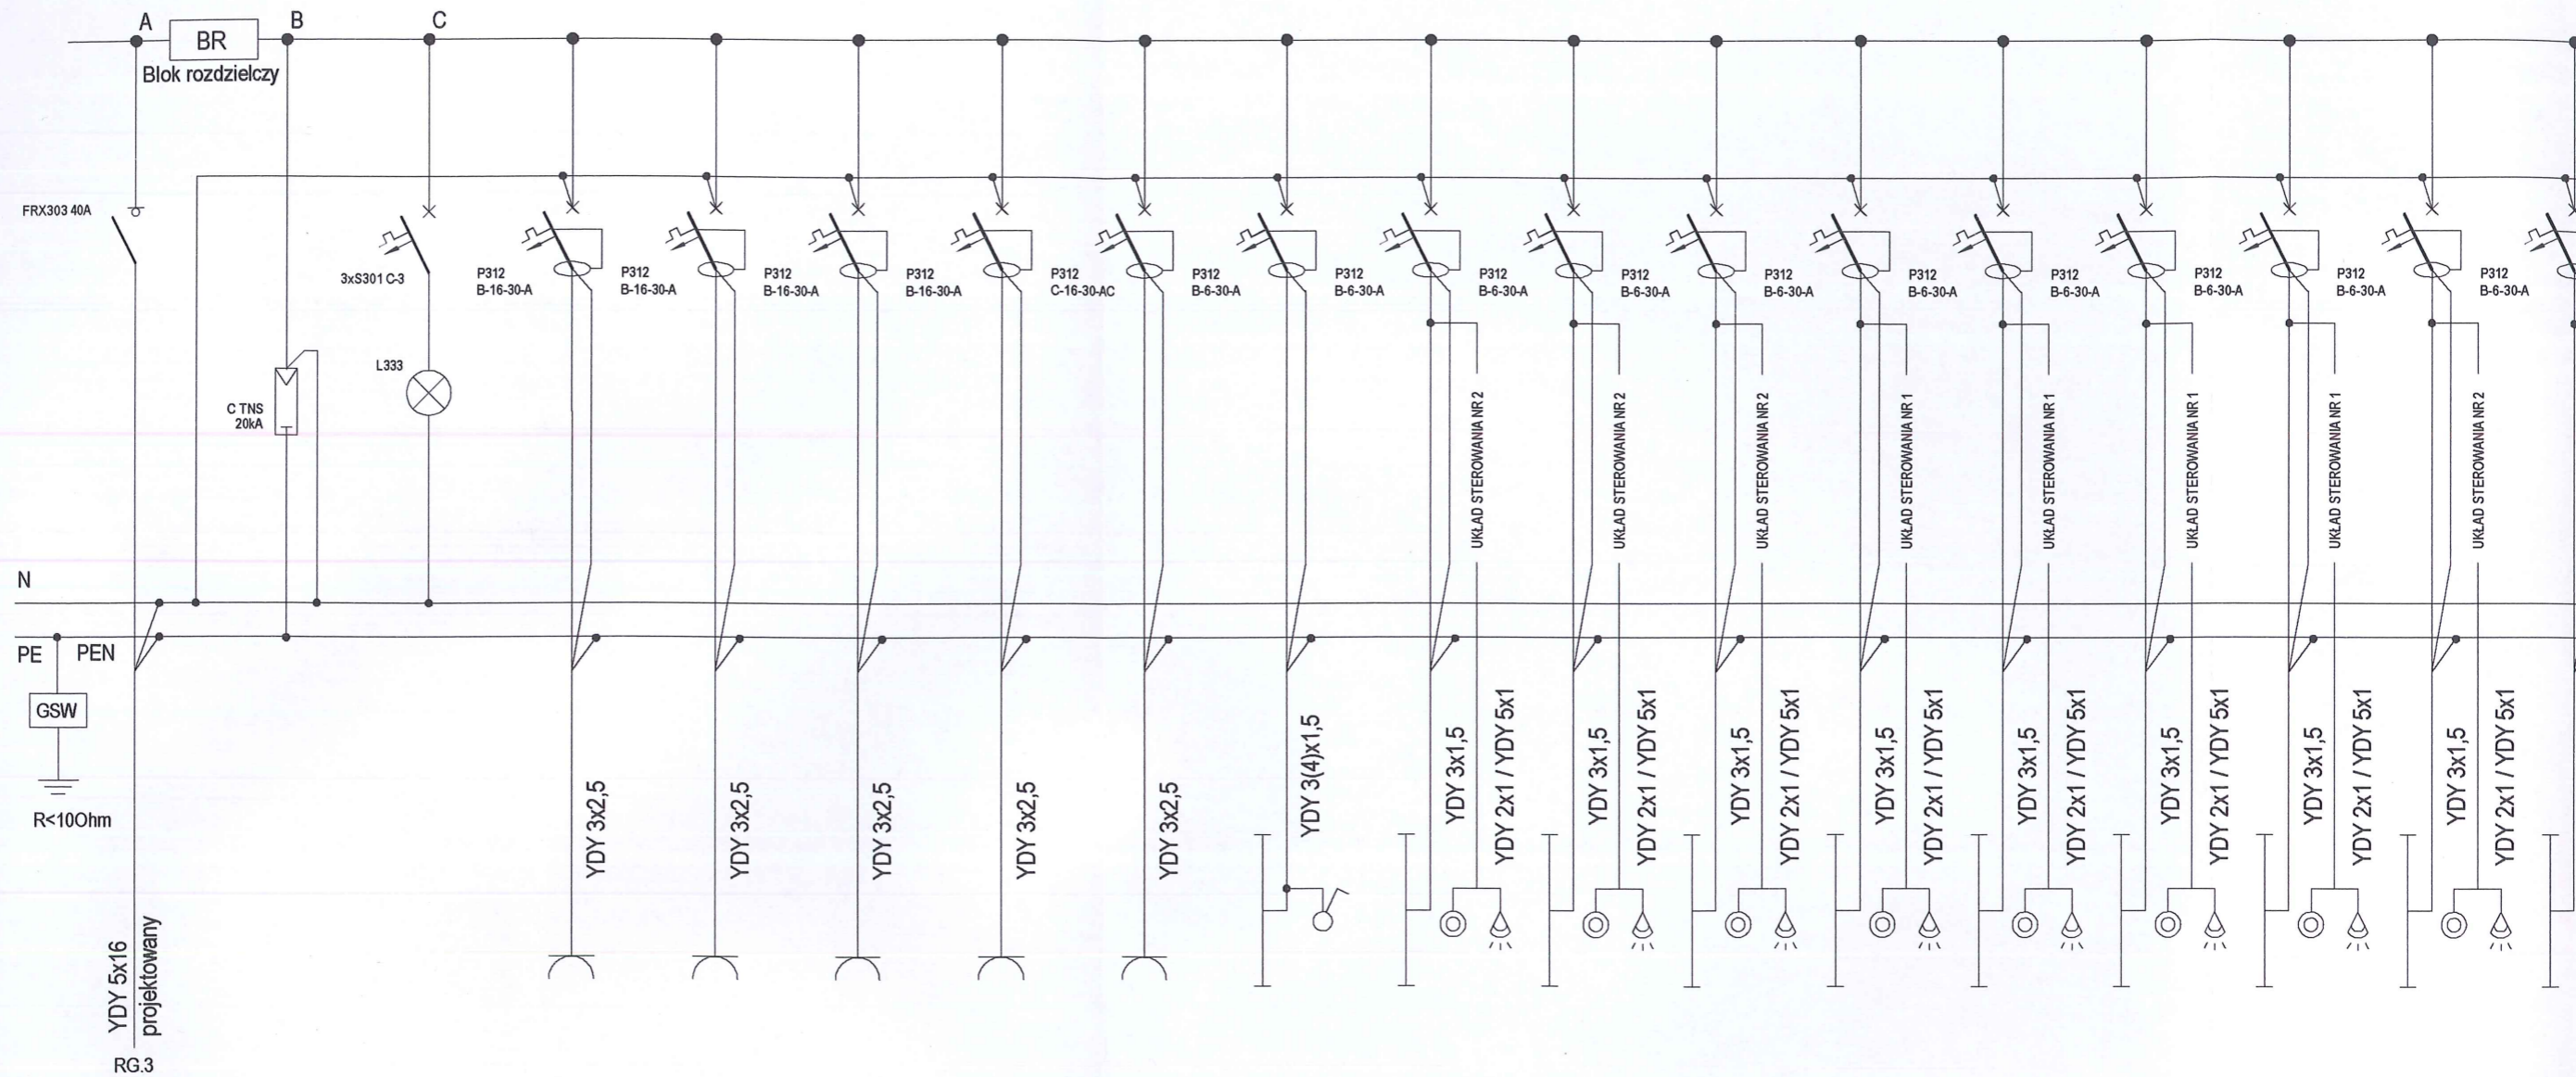 A
BR
B
C
Blok rozdzielczy
FRX303 40A
3xS301 C-3
P312
B-16-30-A
P312
B-16-30-A
P312
B-16-30-A
P312
B-16-30-A
P312
C-16-30-AC
P312
B-6-30-A
P312
B-6-30-A
P312
B-6-30-A
P312
B-6-30-A
P312
B-6-30-A
P312
B-6-30-A
P312
B-6-30-A
P312
B-6-30-A
P312
B-6-30-A
P312
B-6-30-A
L333
C TNS
20kA
UKŁAD STEROWANIA NR 2
UKŁAD STEROWANIA NR 2
UKŁAD STEROWANIA NR 2
UKŁAD STEROWANIA NR 1
UKŁAD STEROWANIA NR 1
UKŁAD STEROWANIA NR 1
UKŁAD STEROWANIA NR 1
UKŁAD STEROWANIA NR 2
N
PE
PEN
GSW
R<10Ohm
YDY 5x16
projektowany
RG.3
YDY 3x2,5
YDY 3x2,5
YDY 3x2,5
YDY 3x2,5
YDY 3x2,5
YDY 3(4)x1,5
YDY 3x1,5
YDY 2x1 / YDY 5x1
YDY 3x1,5
YDY 2x1 / YDY 5x1
YDY 3x1,5
YDY 2x1 / YDY 5x1
YDY 3x1,5
YDY 2x1 / YDY 5x1
YDY 3x1,5
YDY 2x1 / YDY 5x1
YDY 3x1,5
YDY 2x1 / YDY 5x1
YDY 3x1,5
YDY 2x1 / YDY 5x1
YDY 3x1,5
YDY 2x1 / YDY 5x1